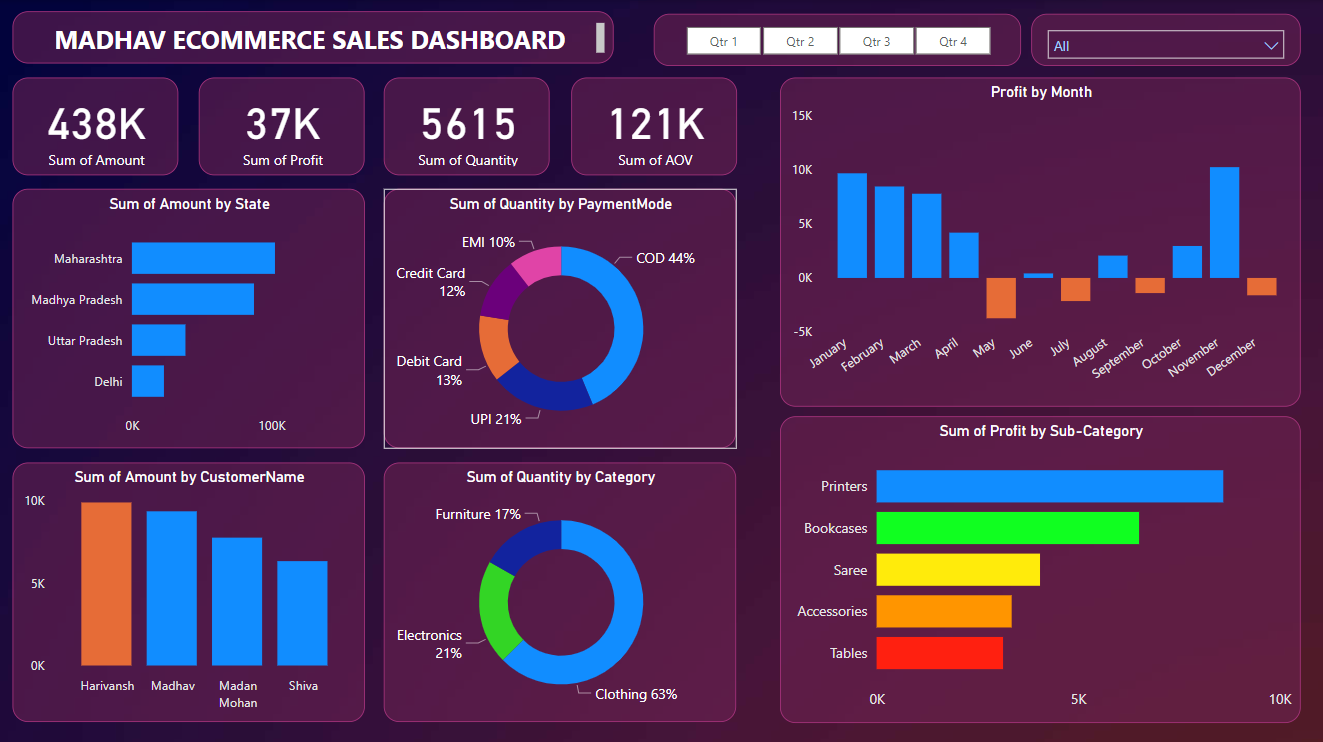 MADHAV ECOMMERCE SALES DASHBOARD
Qtr 1
Qtr 2
Qtr 3
Qtr 4
All
438K
Sum of Amount
37K
Sum of Profit
5615
Sum of Quantity
121K
Sum of AOV
Profit by Month
15K
10K
5K
0K
-5K
January
February
March
April
May
June
July
August
September
October
November
December
Sum of Amount by State
Maharashtra
Madhya Pradesh
Uttar Pradesh
Delhi
0K
100K
Sum of Quantity by PaymentMode
EMI 10%
COD 44%
Credit Card
12%
Debit Card
13%
UPI 21%
Sum of Profit by Sub-Category
Printers
Bookcases
Saree
Accessories
Tables
0K
5K
10K
Sum of Amount by CustomerName
10K
5K
0K
Harivansh
Madhav
Madan
Mohan
Shiva
Sum of Quantity by Category
Furniture 17%
Electronics
21%
Clothing 63%